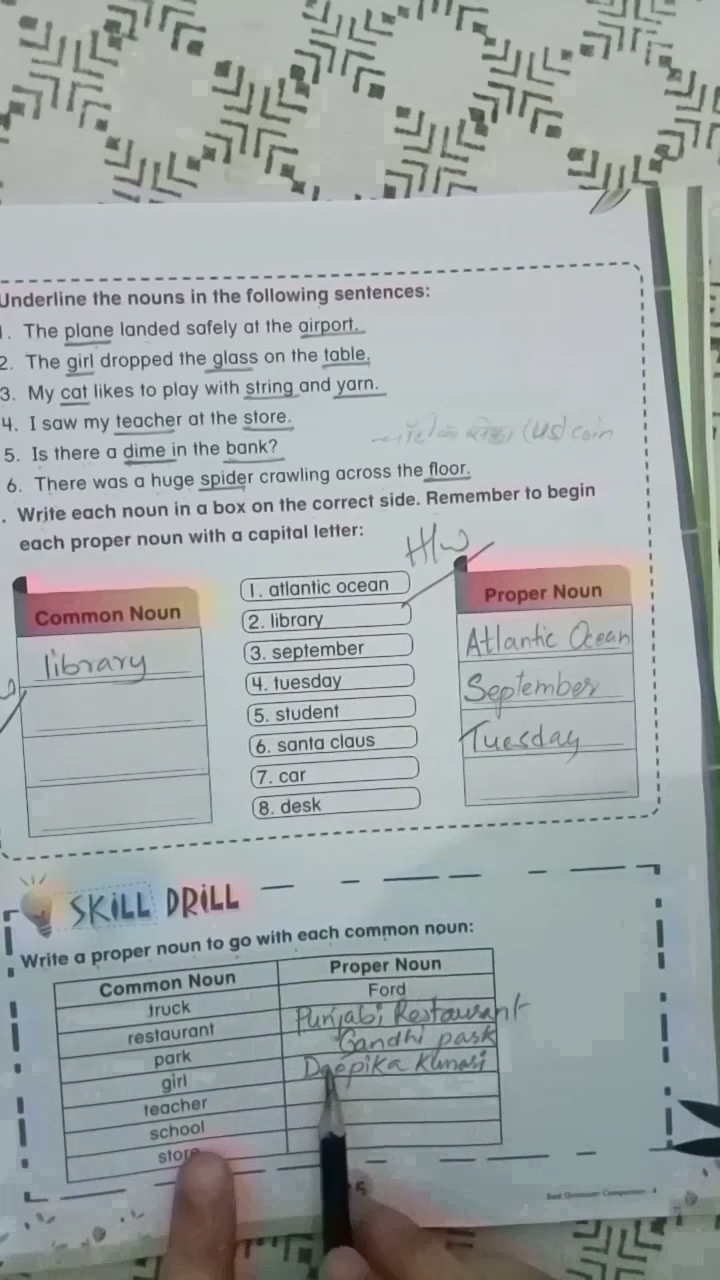 Underline the nouns in the following sentences:
1. The plane landed safely at the airport.
2. The girl dropped the glass on the table.
3. My cat likes to play with string and yarn.
4. I saw my teacher at the store.
(US) coin
5. Is there a dime in the bank?
6. There was a huge spider crawling across the floor.
. Write each noun in a box on the correct side. Remember to begin
each proper noun with a capital letter:
H/w
Common Noun
library
1. atlantic ocean
2. library
3. september
4. tuesday
5. student
6. santa claus
7. car
8. desk
Proper Noun
Atlantic Ocean
September
Tuesday
SKILL DRILL
Write a proper noun to go with each common noun:
Common Noun Proper Noun
truck Ford
restaurant Punjabi Restaurant
park Gandhi park
girl Deepika Kumari
teacher
school
store